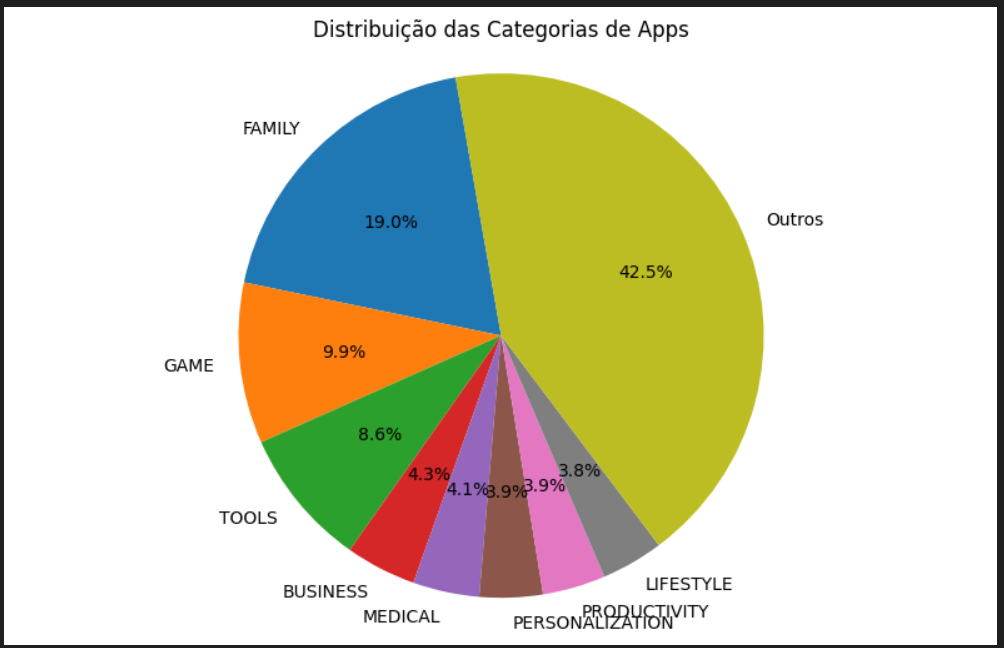 Distribuição das Categorias de Apps
FAMILY
19.0%
Outros
42.5%
GAME
9.9%
TOOLS
8.6%
BUSINESS
4.3%
MEDICAL
4.1%
PERSONALIZATION
3.9%
PRODUCTIVITY
3.9%
LIFESTYLE
3.8%